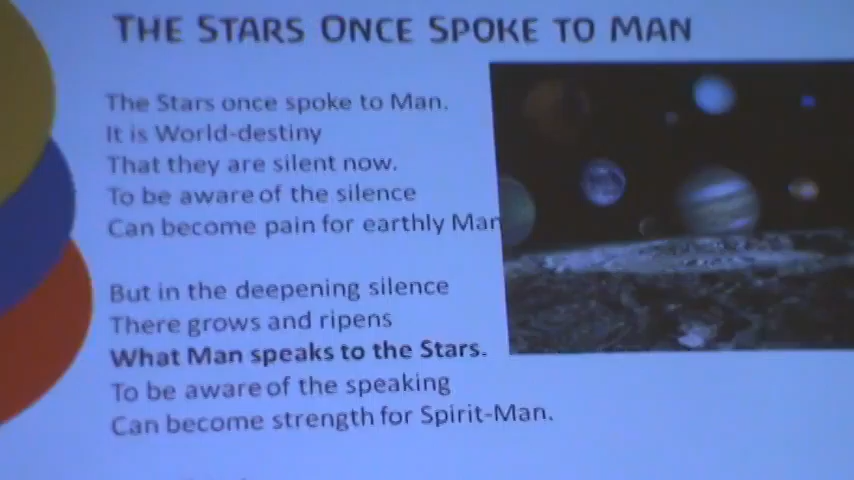 THE STARS ONCE SPOKE TO MAN
The Stars once spoke to Man.
It is World-destiny
That they are silent now.
To be aware of the silence
Can become pain for earthly Man
But in the deepening silence
There grows and ripens
What Man speaks to the Stars.
To be aware of the speaking
Can become strength for Spirit-Man.